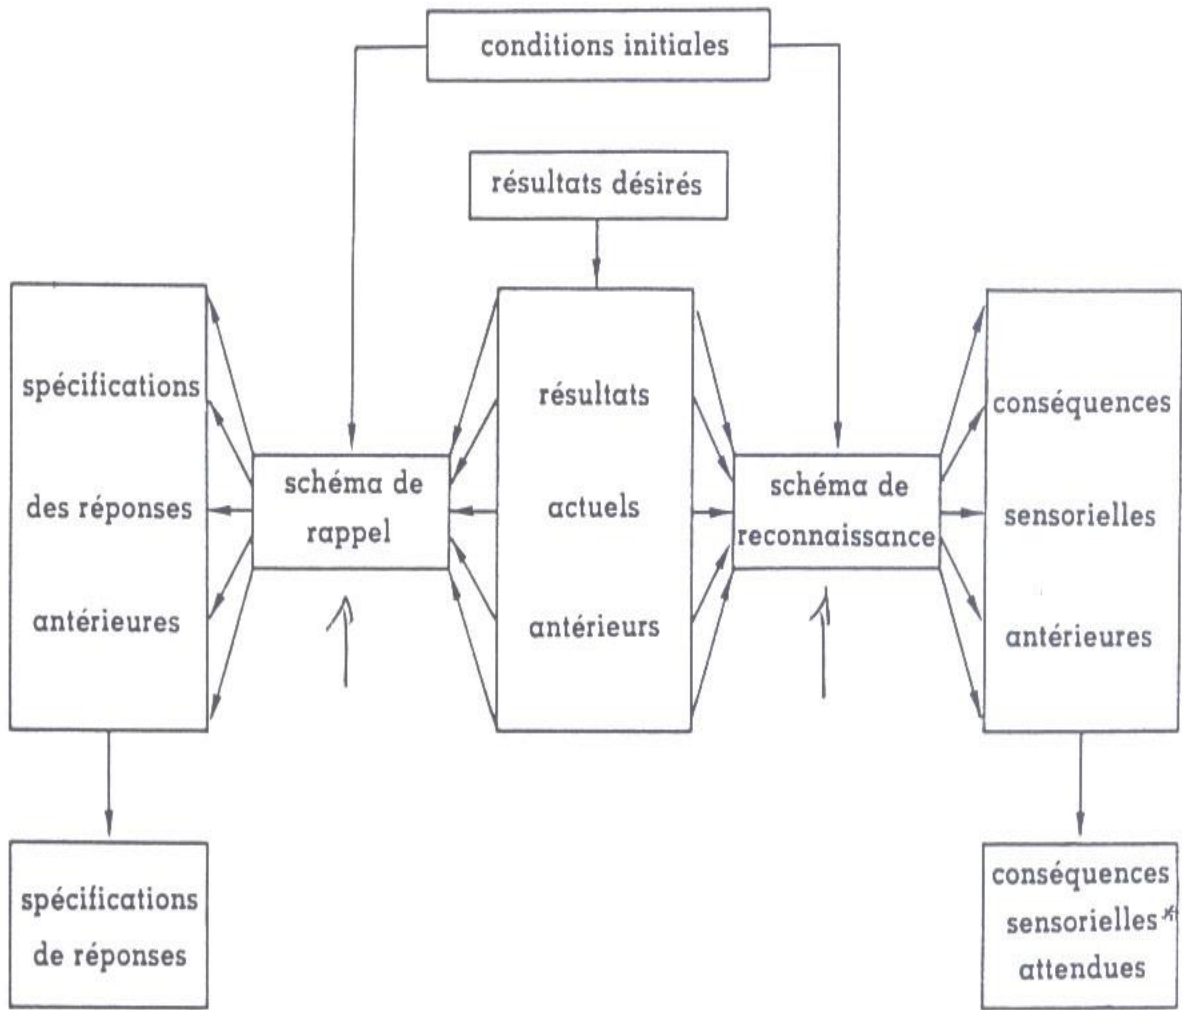 conditions initiales
résultats désirés
spécifications
des réponses
antérieures
schéma de
rappel
résultats
actuels
antérieurs
schéma de
reconnaissance
conséquences
sensorielles
antérieures
spécifications
de réponses
conséquences
sensorielles*
attendues